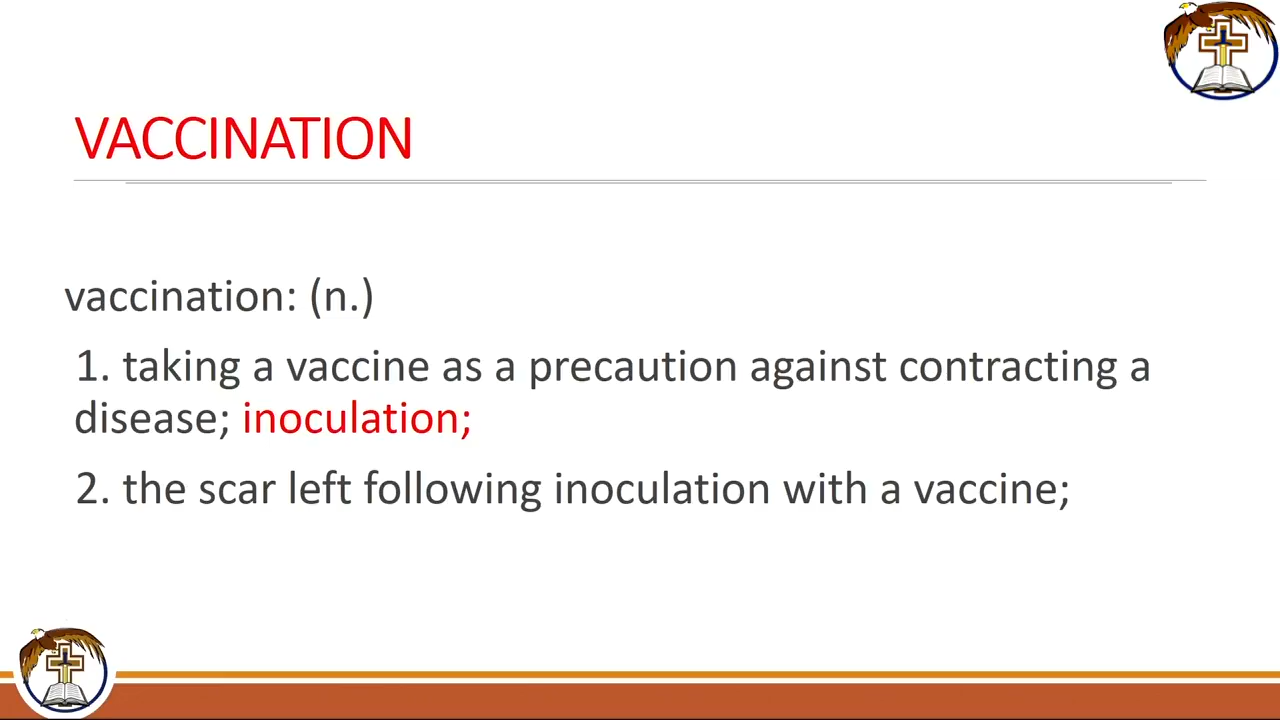 VACCINATION
vaccination: (n.)
1. taking a vaccine as a precaution against contracting a
disease; inoculation;
2. the scar left following inoculation with a vaccine;